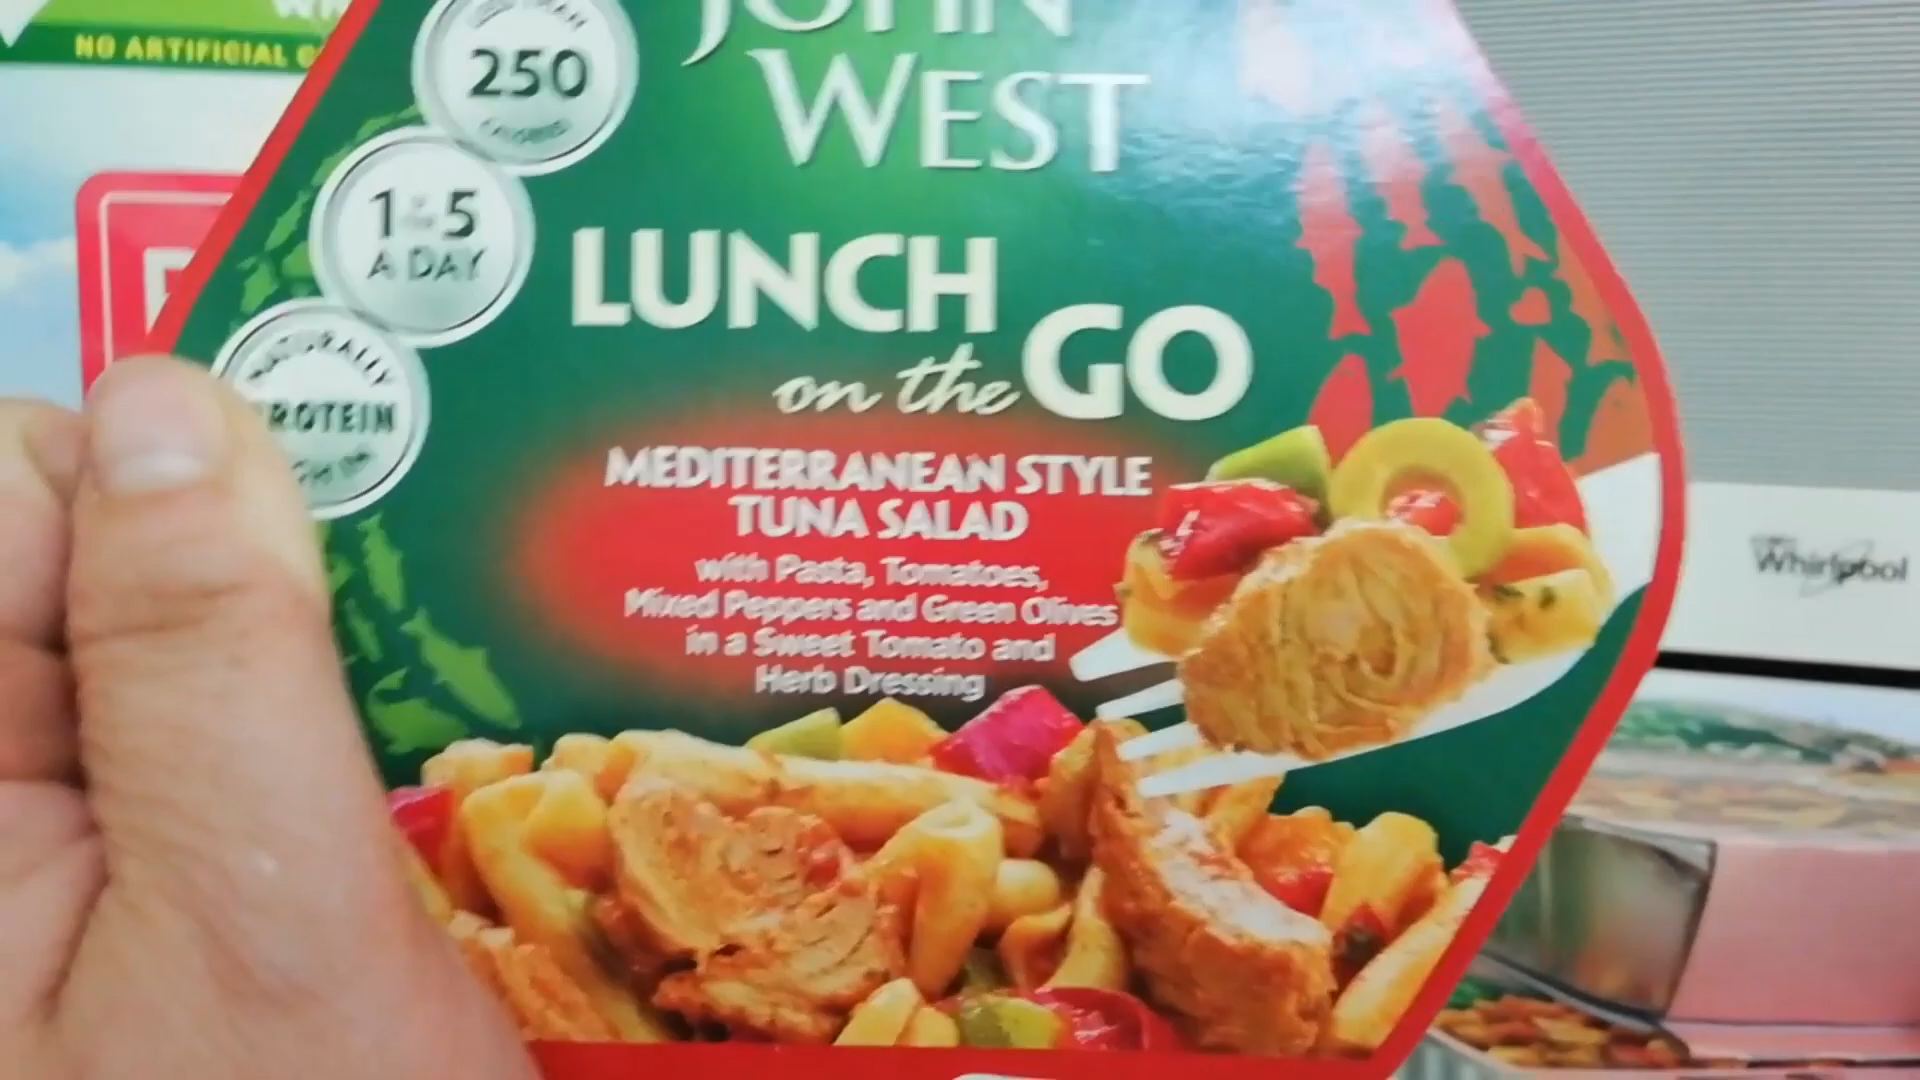 NO ARTIFICIAL
250
JOHN
WEST
1 5
A DAY
NATURALLY
PROTEIN
LUNCH
on the GO
MEDITERRANEAN STYLE
TUNA SALAD
with Pasta, Tomatoes,
Mixed Peppers and Green Olives
in a Sweet Tomato and
Herb Dressing
Whirlpool